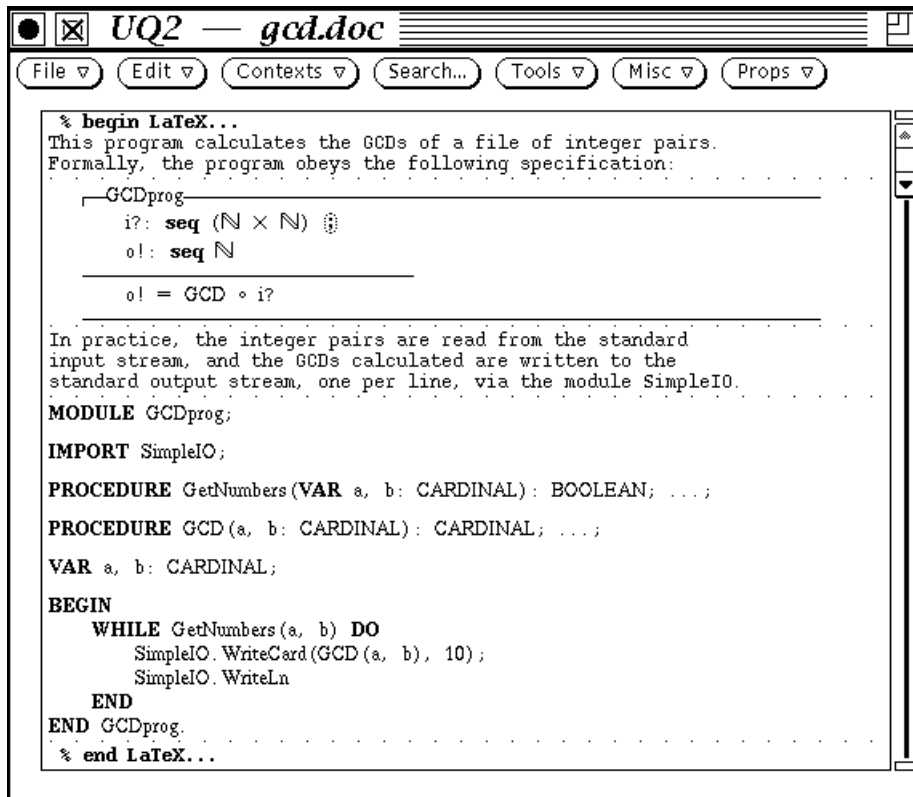 UQ2 — gcd.doc
File ▽ Edit ▽ Contexts ▽ Search... Tools ▽ Misc ▽ Props ▽
% begin LaTeX...
This program calculates the GCDs of a file of integer pairs.
Formally, the program obeys the following specification:
GCDprog
i?: seq (ℕ × ℕ) ;
o!: seq ℕ
o! = GCD ∘ i?
In practice, the integer pairs are read from the standard
input stream, and the GCDs calculated are written to the
standard output stream, one per line, via the module SimpleIO.
MODULE GCDprog;
IMPORT SimpleIO;
PROCEDURE GetNumbers(VAR a, b: CARDINAL): BOOLEAN; ...;
PROCEDURE GCD(a, b: CARDINAL): CARDINAL; ...;
VAR a, b: CARDINAL;
BEGIN
WHILE GetNumbers(a, b) DO
SimpleIO.WriteCard(GCD(a, b), 10);
SimpleIO.WriteLn
END
END GCDprog.
% end LaTeX...